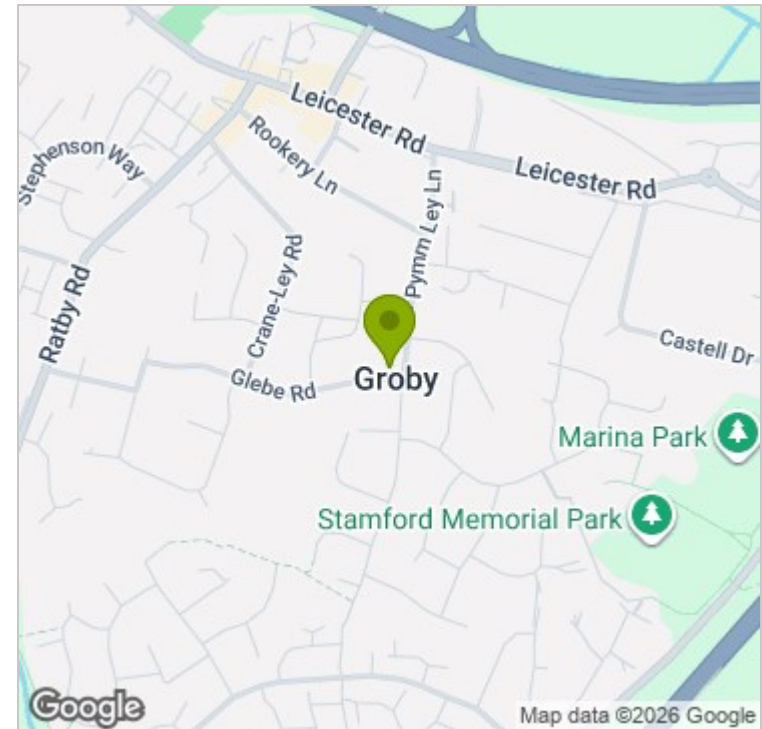 Leicester Rd
Leicester Rd
Rookery Ln
Stephenson Way
Pymm Ley Ln
Crane-Ley Rd
Ratby Rd
Castell Dr
Glebe Rd
Groby
Marina Park
Stamford Memorial Park
Google
Map data ©2026 Google